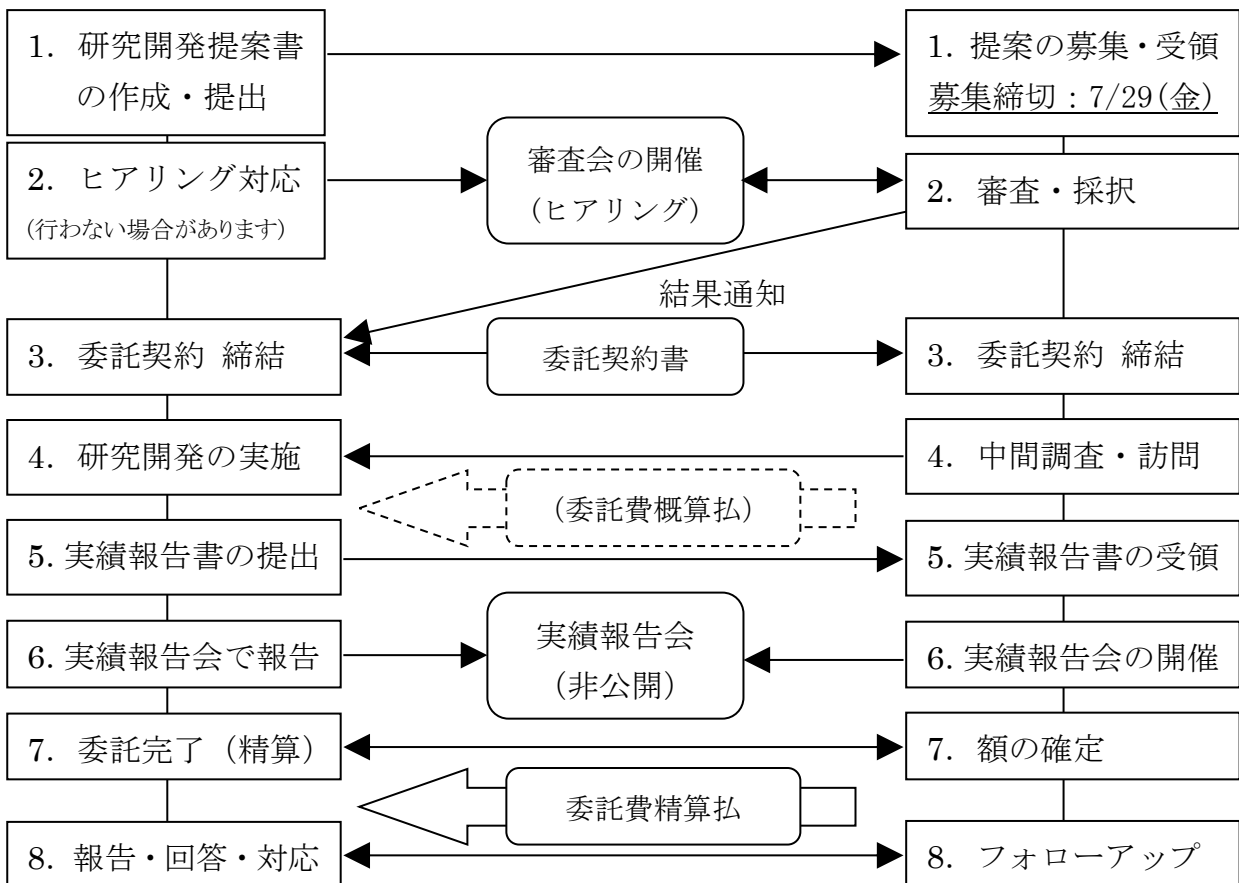 1. 研究開発提案書
の作成・提出
1. 提案の募集・受領
募集締切：7/29(金)
2. ヒアリング対応
(行わない場合があります)
審査会の開催
(ヒアリング)
2. 審査・採択
結果通知
3. 委託契約 締結
委託契約書
3. 委託契約 締結
4. 研究開発の実施
4. 中間調査・訪問
(委託費概算払)
5. 実績報告書の提出
5. 実績報告書の受領
6. 実績報告会で報告
実績報告会
(非公開)
6. 実績報告会の開催
7. 委託完了（精算）
7. 額の確定
委託費精算払
8. 報告・回答・対応
8. フォローアップ